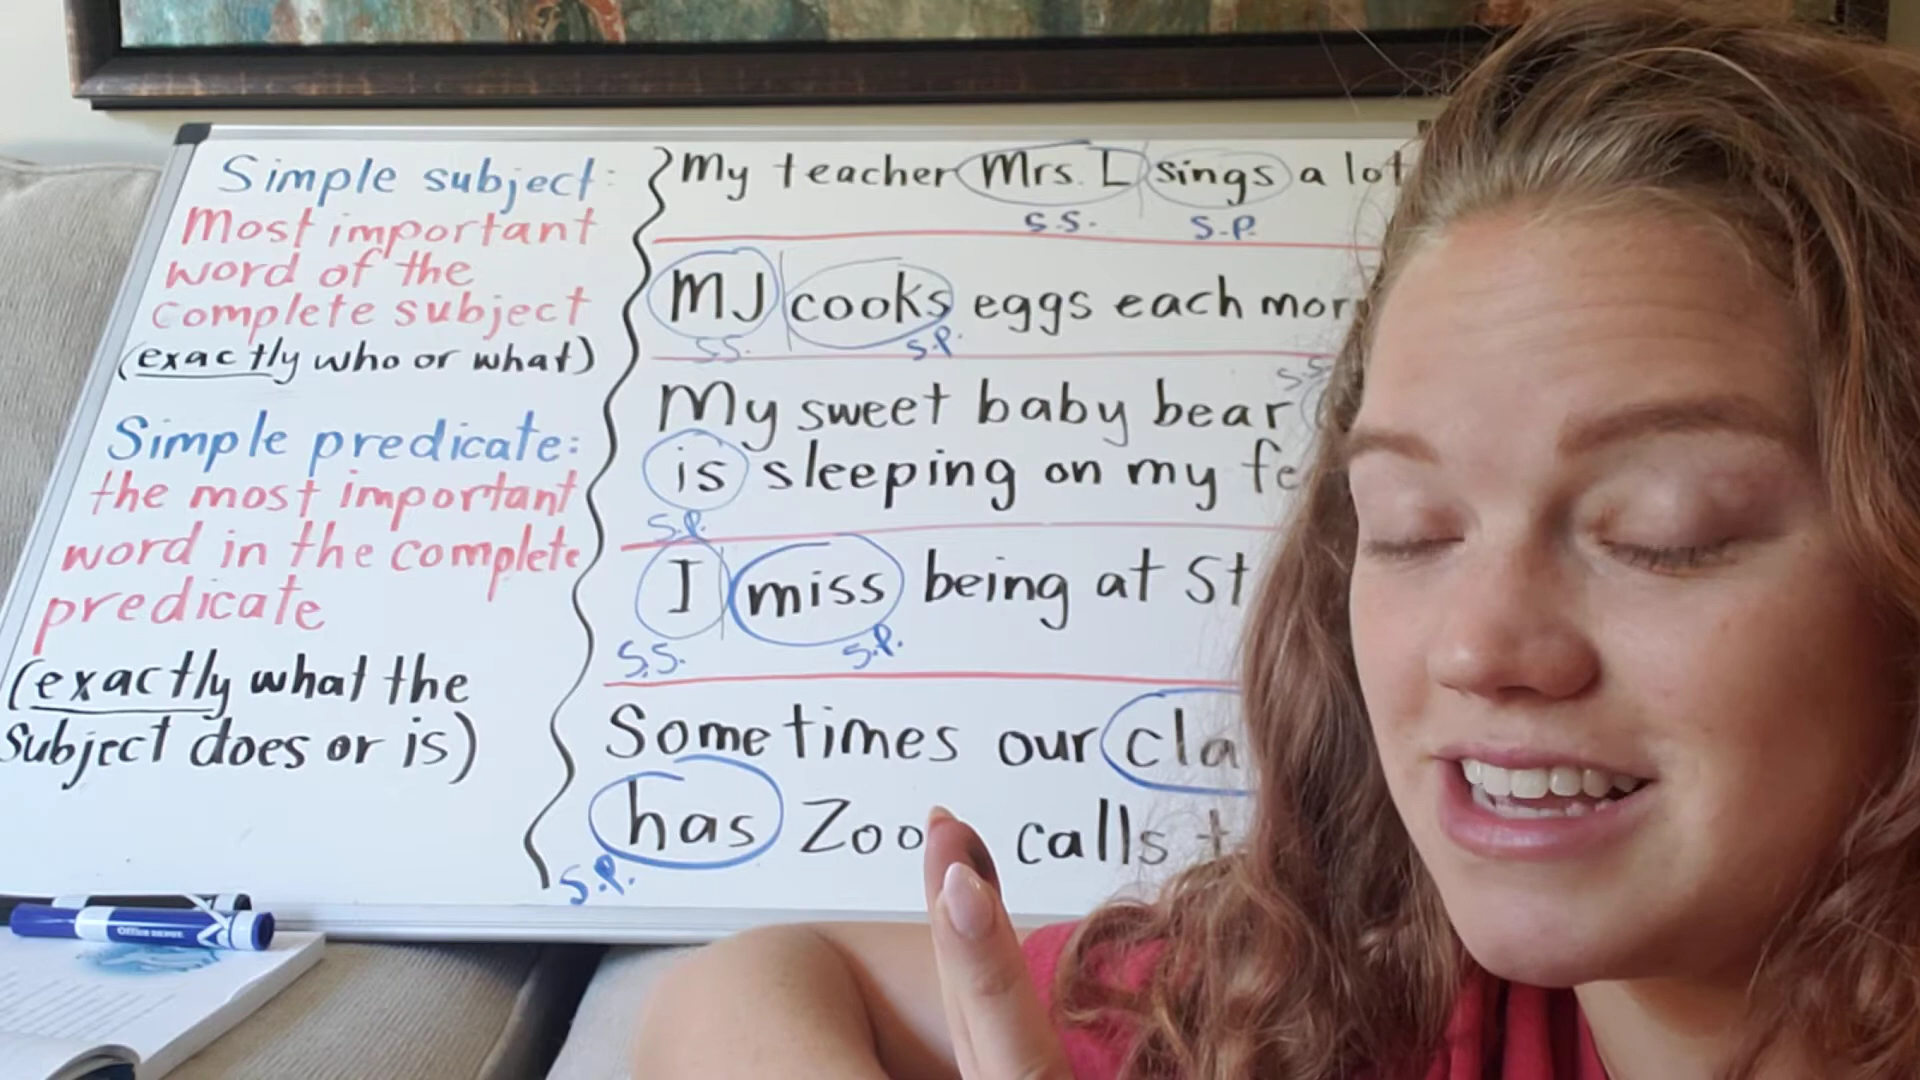 Simple subject:
Most important
word of the
complete subject
(exactly who or what)
Simple predicate:
the most important
word in the complete
predicate
(exactly what the
subject does or is)
My teacher Mrs. L sings a lot
S.S. S.P.
MJ cooks eggs each mor
S.S. S.P.
S.S.
My sweet baby bear
is sleeping on my fe
S.P.
I miss being at St
S.S. S.P.
Sometimes our cla
has Zoo calls t
S.P.
Office DEPOT